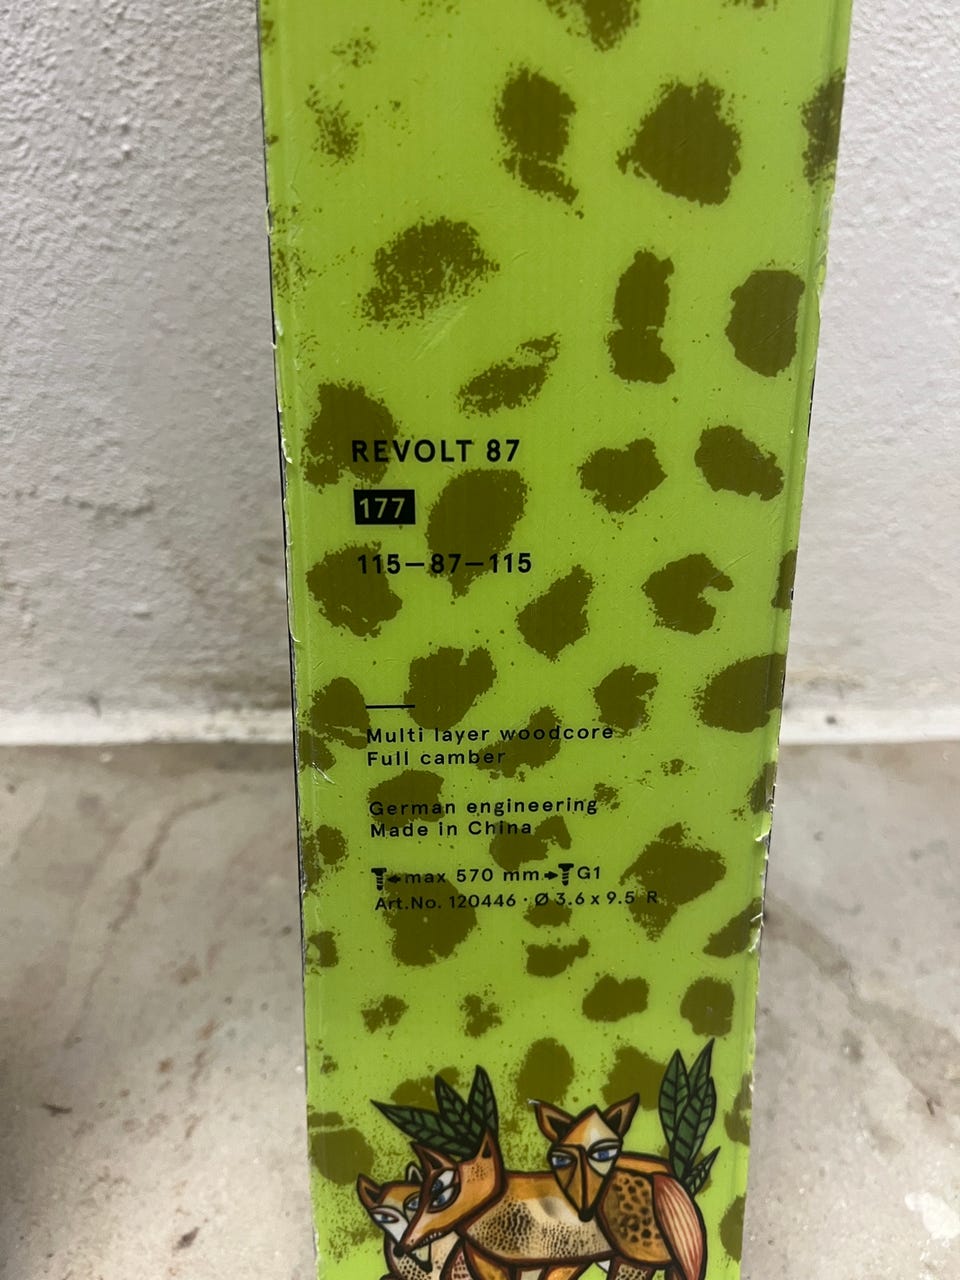 REVOLT 87
177
115–87–115
Multi layer woodcore
Full camber
German engineering
Made in China
max 570 mm G1
Art.No. 120446 · Ø 3.6 x 9.5 R